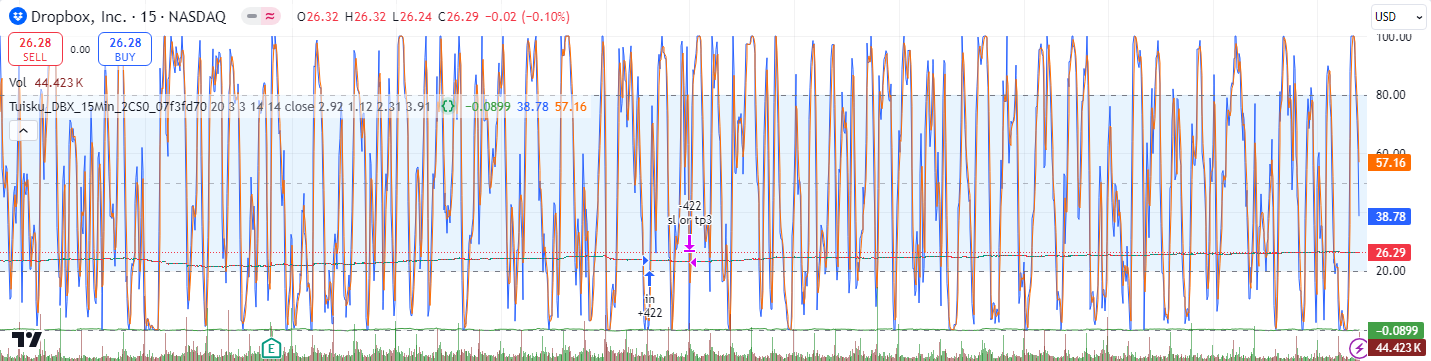 Dropbox, Inc. · 15 · NASDAQ O26.32 H26.32 L26.24 C26.29 −0.02 (−0.10%)
USD
26.28 SELL
0.00
26.28 BUY
Vol 44.423 K
Tuisku_DBX_15Min_2CS0_07f3fd70 20 3 3 14 14 close 2.92 1.12 2.31 3.91 −0.0899 38.78 57.16
100.00
80.00
60.00
57.16
38.78
26.29
20.00
−0.0899
44.423 K
-422
sl or tp3
in
+422
E